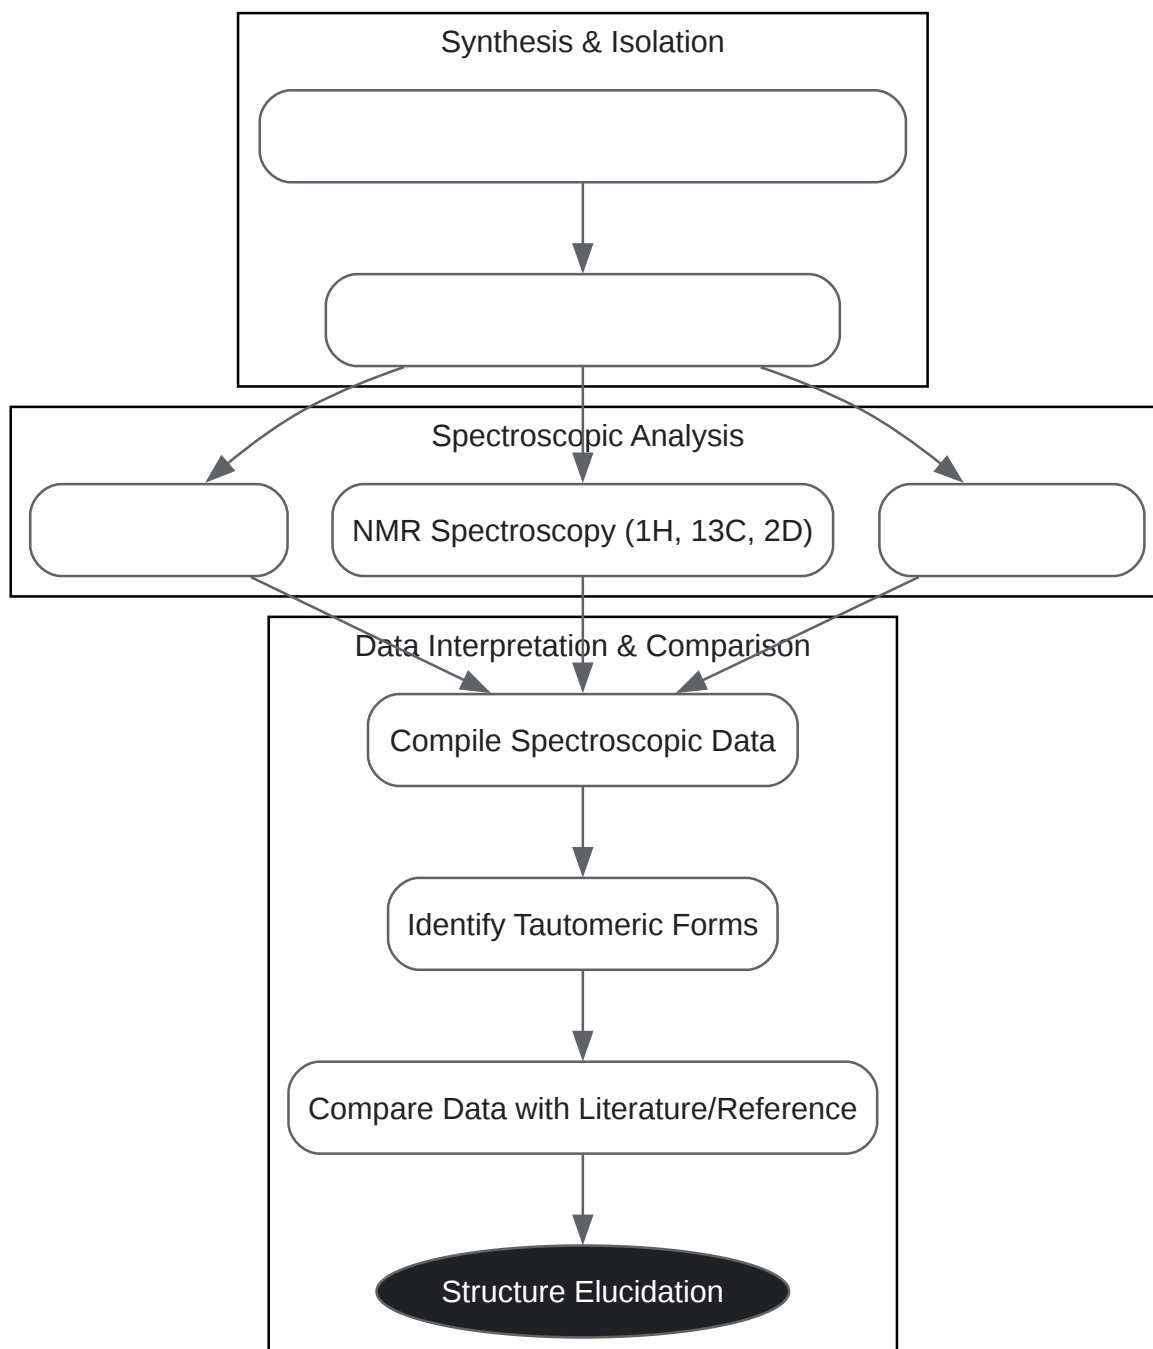 Synthesis & Isolation
Spectroscopic Analysis
NMR Spectroscopy (1H, 13C, 2D)
Data Interpretation & Comparison
Compile Spectroscopic Data
Identify Tautomeric Forms
Compare Data with Literature/Reference
Structure Elucidation